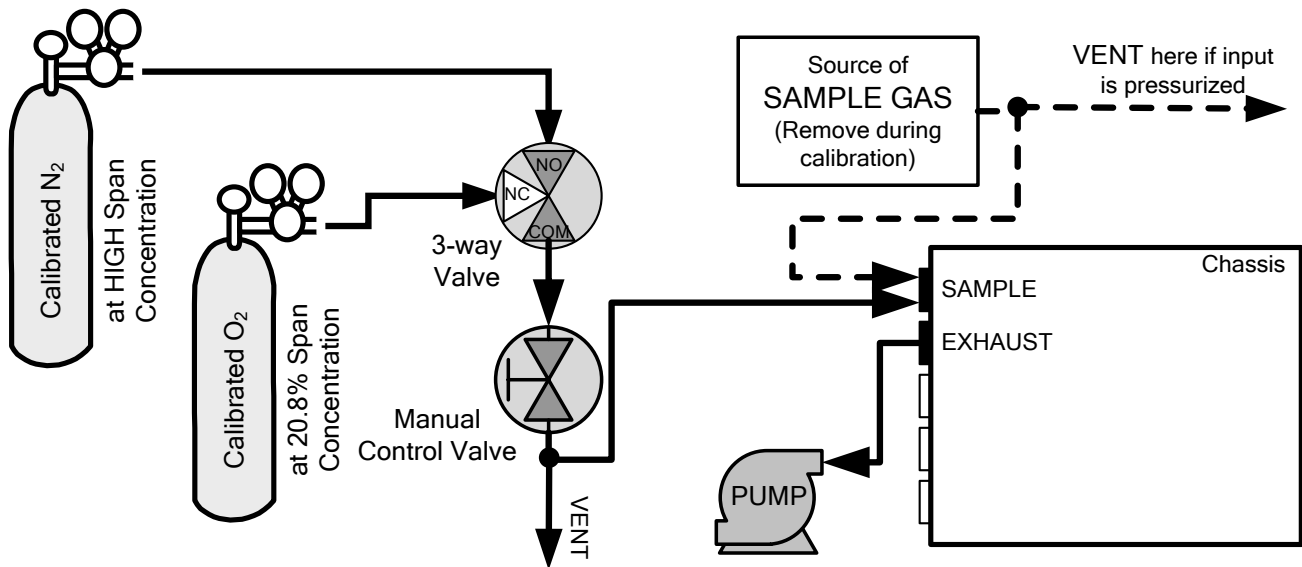 Calibrated N₂
at HIGH Span
Concentration
Calibrated O₂
at 20.8% Span
Concentration
NO
NC
COM
3-way
Valve
Manual
Control Valve
VENT
Source of
SAMPLE GAS
(Remove during
calibration)
VENT here if input
is pressurized
Chassis
SAMPLE
EXHAUST
PUMP